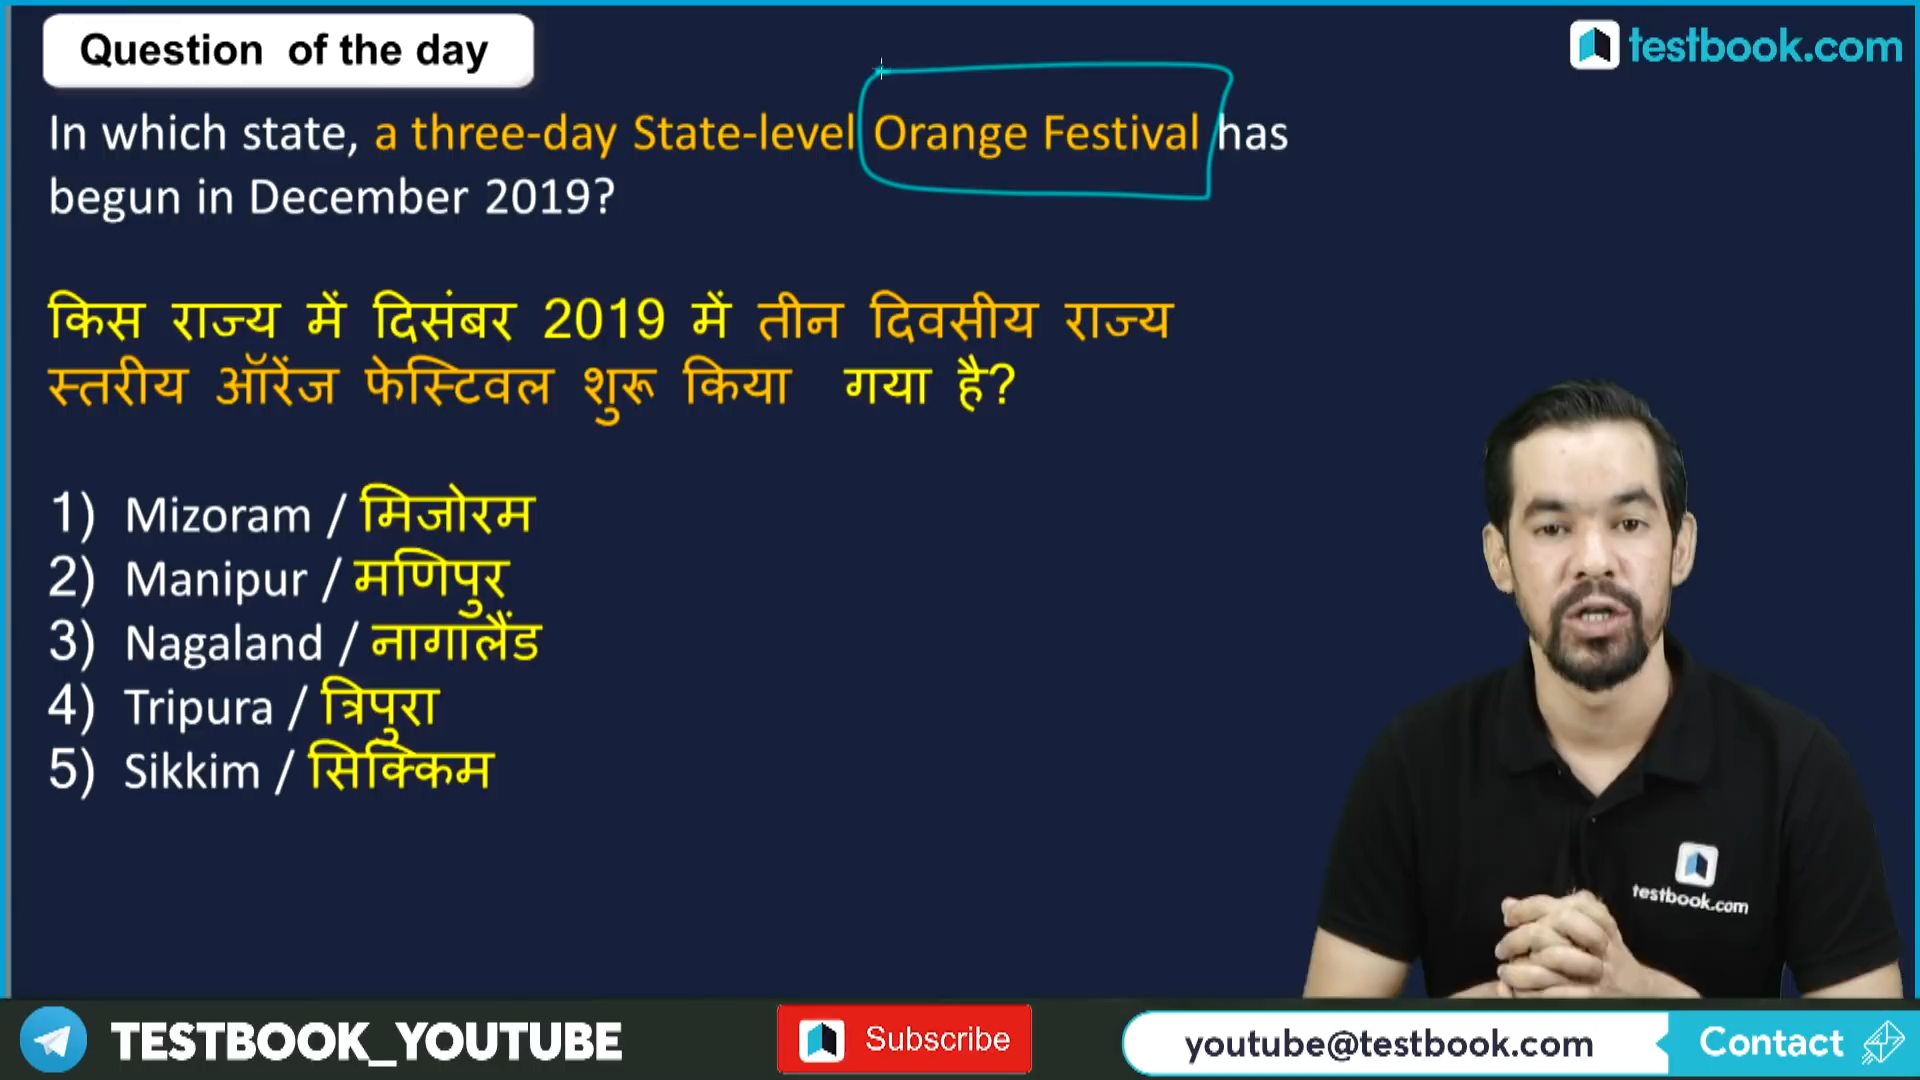 Question of the day
testbook.com
In which state, a three-day State-level Orange Festival has
begun in December 2019?
किस राज्य में दिसंबर 2019 में तीन दिवसीय राज्य
स्तरीय ऑरेंज फेस्टिवल शुरू किया गया है?
1) Mizoram / मिजोरम
2) Manipur / मणिपुर
3) Nagaland / नागालैंड
4) Tripura / त्रिपुरा
5) Sikkim / सिक्किम
testbook.com
TESTBOOK_YOUTUBE
Subscribe
youtube@testbook.com
Contact